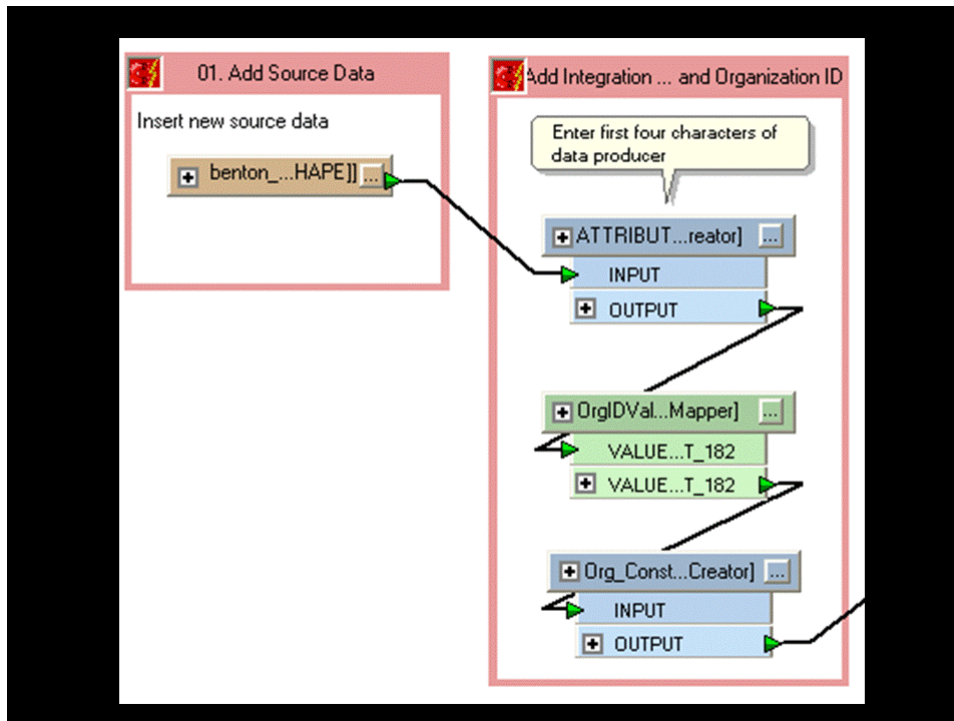 01. Add Source Data
Insert new source data
benton_...HAPE]] ...
Add Integration ... and Organization ID
Enter first four characters of
data producer
ATTRIBUT...reator] ...
INPUT
OUTPUT
OrgIDVal...Mapper] ...
VALUE...T_182
VALUE...T_182
Org_Const...Creator] ...
INPUT
OUTPUT